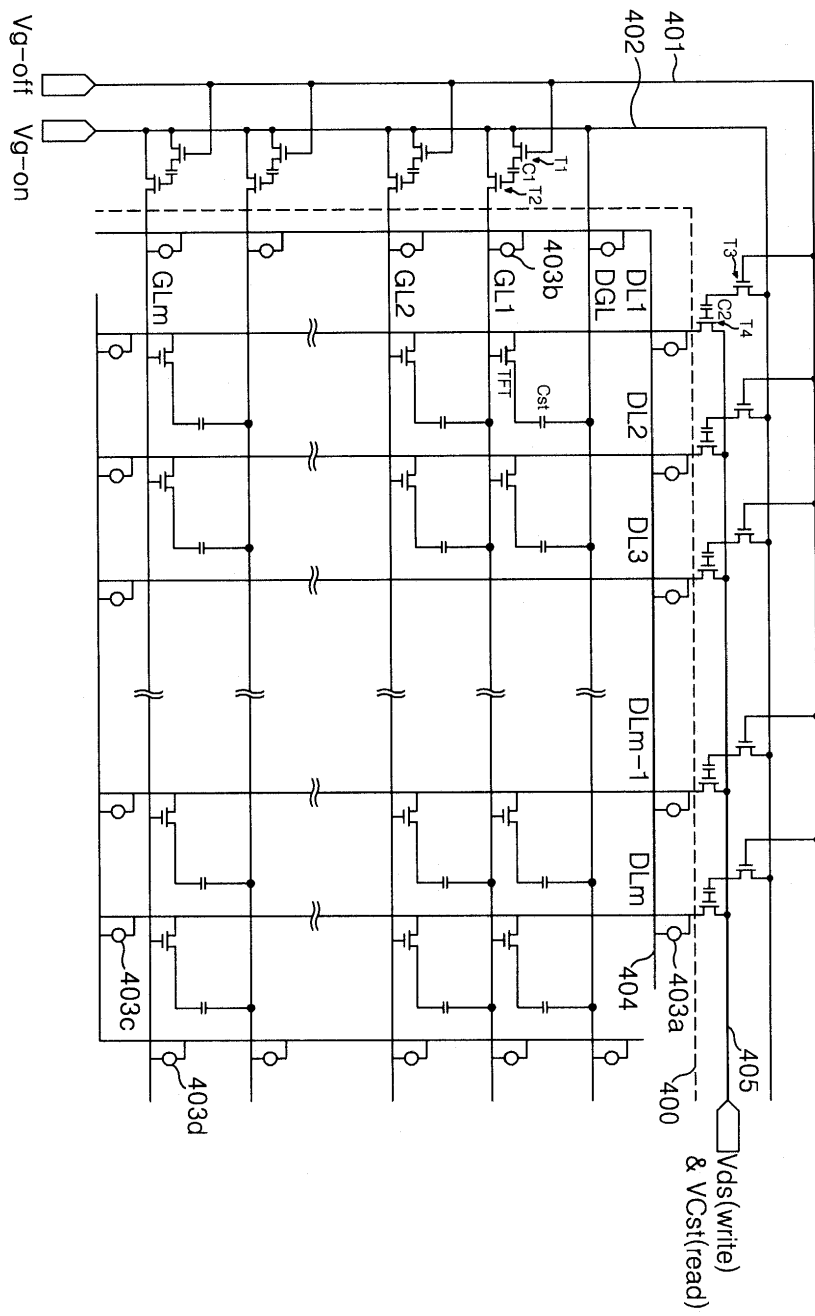 Vg-off
Vg-on
401
402
T1
C1
T2
T3
C2
T4
403b
DL1
DGL
GL1
GL2
GLm
TFT
Cst
DL2
DL3
DLm-1
DLm
403a
404
403c
403d
400
405
Vds(write)
& VCst(read)